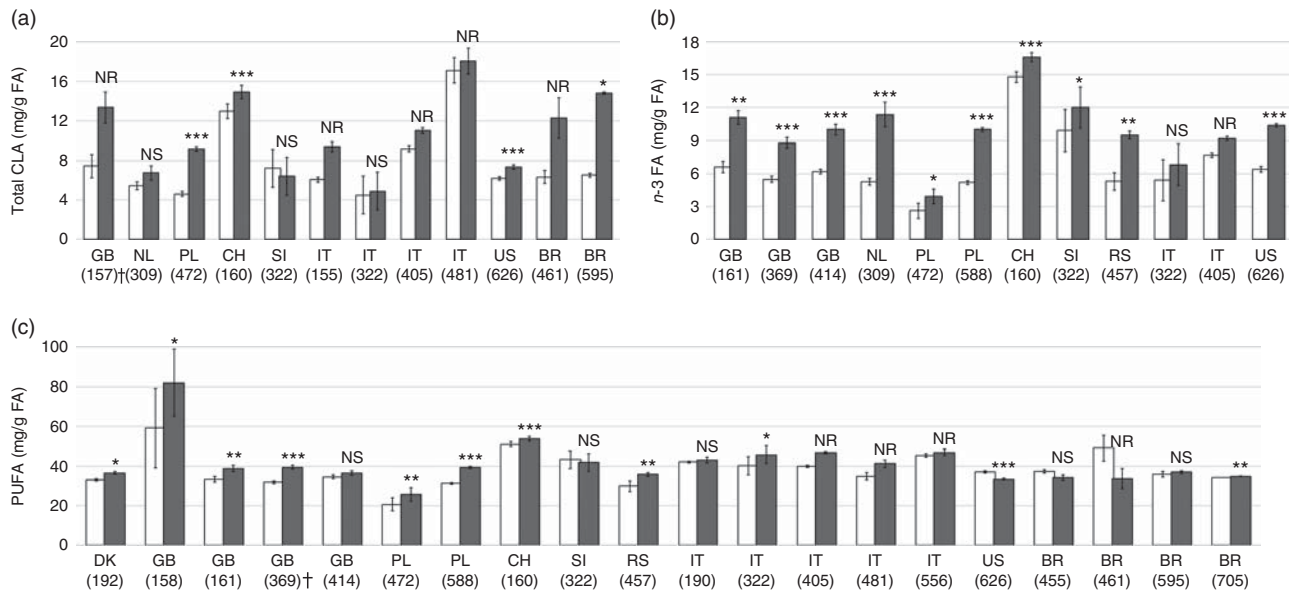 (a)
Total CLA (mg/g FA)
20
16
12
8
4
0
NR
NS
***
***
NS
NR
NS
NR
NR
***
NR
*
GB NL PL CH SI IT IT IT IT US BR BR
(157)†(309) (472) (160) (322) (155) (322) (405) (481) (626) (461) (595)
(b)
n-3 FA (mg/g FA)
18
15
12
9
6
3
0
**
***
***
***
*
***
***
*
**
NS
NR
***
GB GB GB NL PL PL CH SI RS IT IT US
(161) (369) (414) (309) (472) (588) (160) (322) (457) (322) (405) (626)
(c)
PUFA (mg/g FA)
100
80
60
40
20
0
*
*
**
***
NS
**
***
***
NS
**
NS
*
NR
NR
NR
***
NS
NR
NS
**
DK GB GB GB GB PL PL CH SI RS IT IT IT IT IT US BR BR BR BR
(192) (158) (161) (369)† (414) (472) (588) (160) (322) (457) (190) (322) (405) (481) (556) (626) (455) (461) (595) (705)